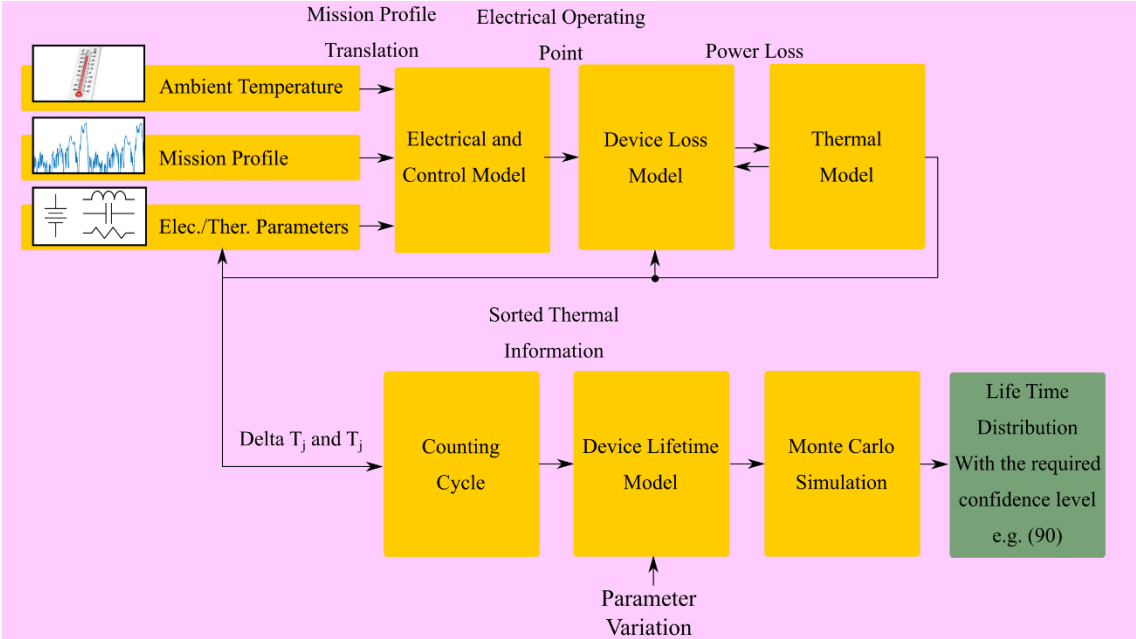 Mission Profile
Translation
Electrical Operating
Point
Power Loss
Ambient Temperature
Mission Profile
Elec./Ther. Parameters
Electrical and
Control Model
Device Loss
Model
Thermal
Model
Sorted Thermal
Information
Delta Tj and Tj
Counting
Cycle
Device Lifetime
Model
Monte Carlo
Simulation
Life Time
Distribution
With the required
confidence level
e.g. (90)
Parameter
Variation